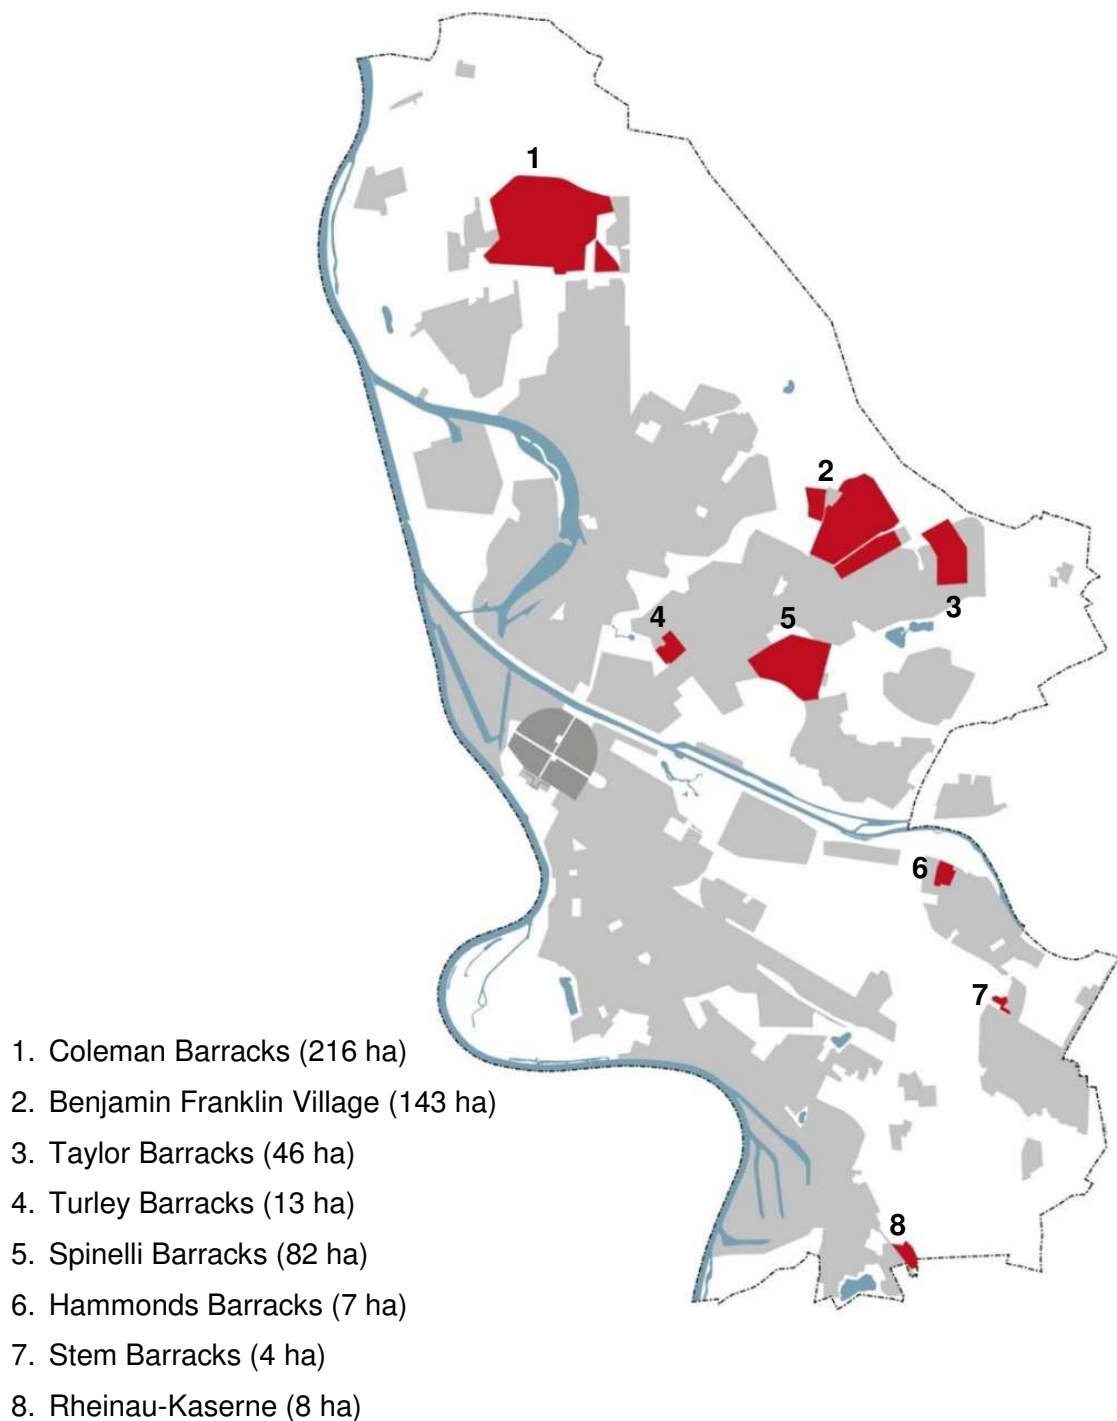 1
2
3
4
5
6
7
8
1. Coleman Barracks (216 ha)
2. Benjamin Franklin Village (143 ha)
3. Taylor Barracks (46 ha)
4. Turley Barracks (13 ha)
5. Spinelli Barracks (82 ha)
6. Hammonds Barracks (7 ha)
7. Stem Barracks (4 ha)
8. Rheinau-Kaserne (8 ha)